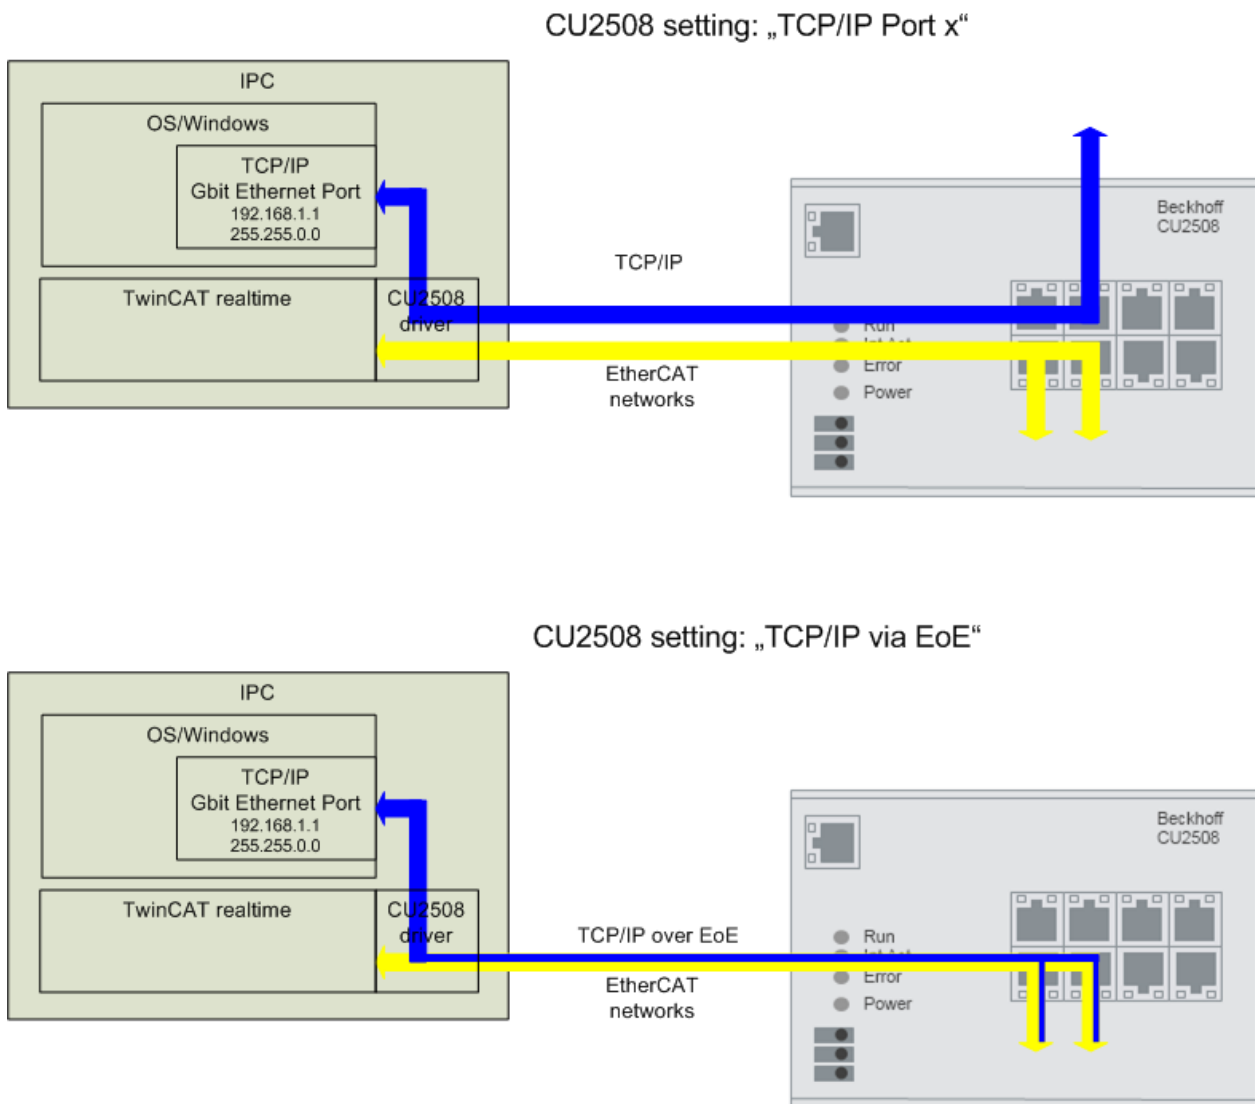 CU2508 setting: „TCP/IP Port x“
IPC
OS/Windows
TCP/IP
Gbit Ethernet Port
192.168.1.1
255.255.0.0
TwinCAT realtime
CU2508
driver
TCP/IP
EtherCAT
networks
Beckhoff
CU2508
Run
Error
Power
CU2508 setting: „TCP/IP via EoE“
IPC
OS/Windows
TCP/IP
Gbit Ethernet Port
192.168.1.1
255.255.0.0
TwinCAT realtime
CU2508
driver
TCP/IP over EoE
EtherCAT
networks
Beckhoff
CU2508
Run
Error
Power